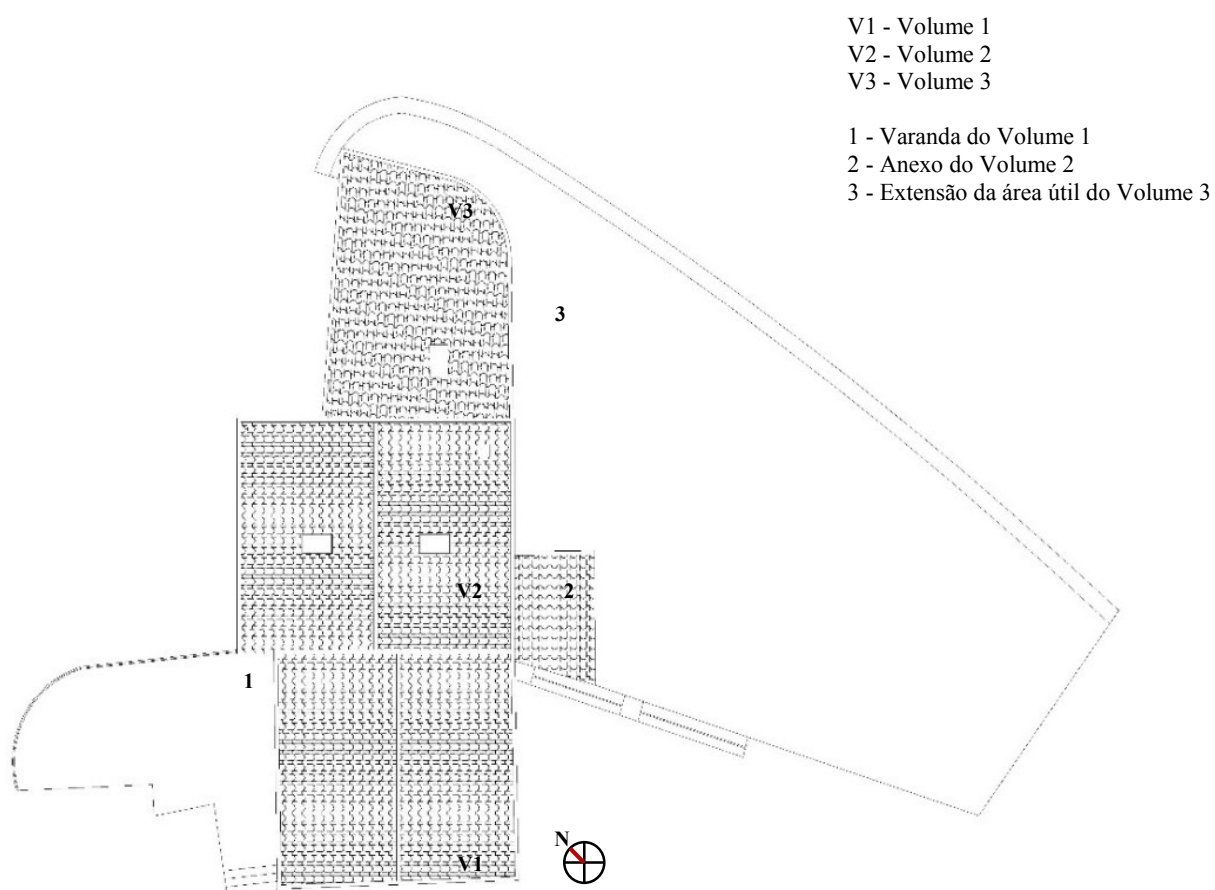 V1 - Volume 1
V2 - Volume 2
V3 - Volume 3
1 - Varanda do Volume 1
2 - Anexo do Volume 2
3 - Extensão da área útil do Volume 3
V3
3
V2
2
1
V1
N